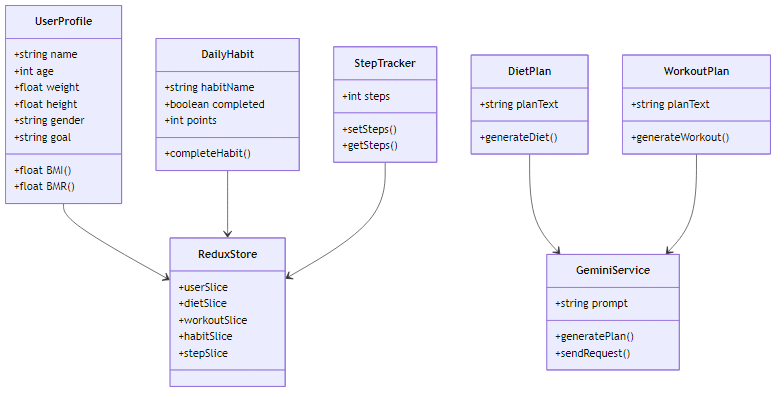 UserProfile
+string name
+int age
+float weight
+float height
+string gender
+string goal
+float BMI()
+float BMR()
DailyHabit
+string habitName
+boolean completed
+int points
+completeHabit()
StepTracker
+int steps
+setSteps()
+getSteps()
DietPlan
+string planText
+generateDiet()
WorkoutPlan
+string planText
+generateWorkout()
ReduxStore
+userSlice
+dietSlice
+workoutSlice
+habitSlice
+stepSlice
GeminiService
+string prompt
+generatePlan()
+sendRequest()